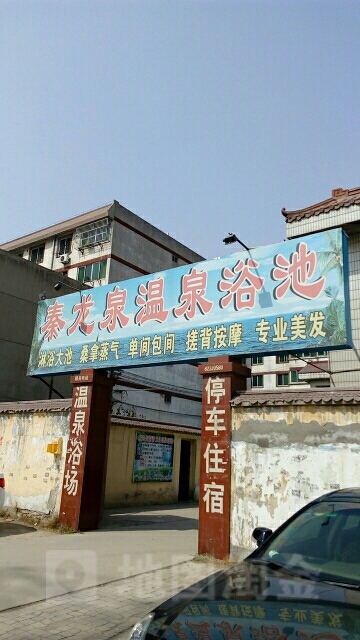 秦龙泉温泉浴池
淋浴大池 桑拿蒸气 单间包间 搓背按摩 专业美发
温泉浴场
停车住宿